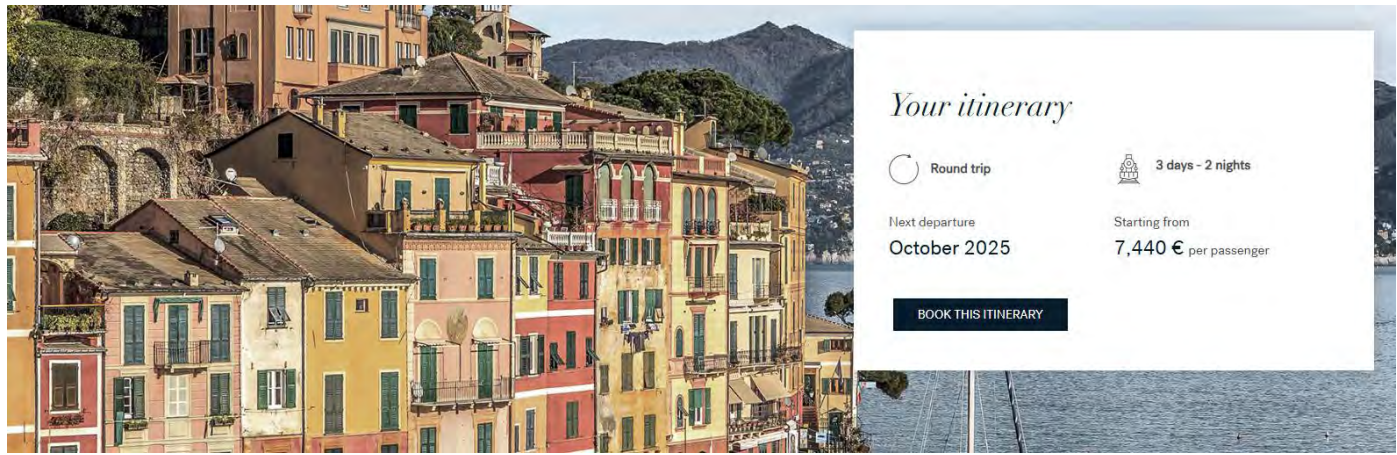 Your itinerary
Round trip
3 days - 2 nights
Next departure
October 2025
Starting from
7,440 € per passenger
BOOK THIS ITINERARY